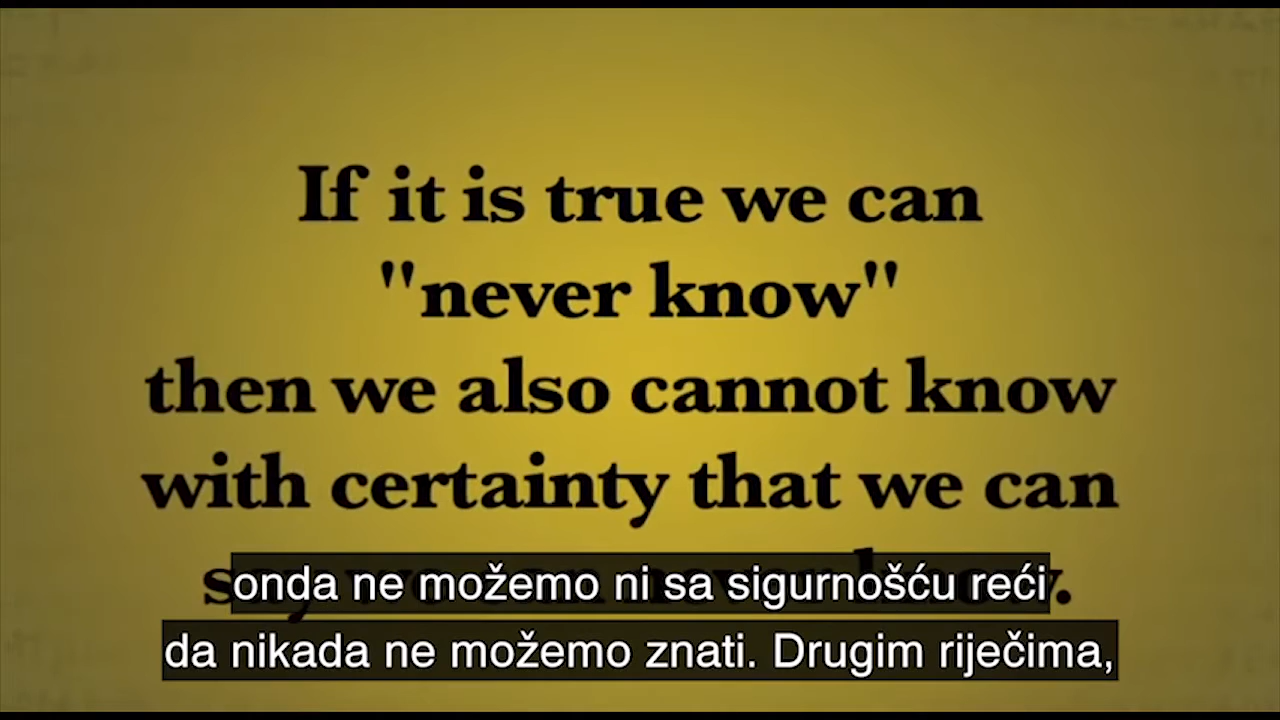 If it is true we can
"never know"
then we also cannot know
with certainty that we can
onda ne možemo ni sa sigurnošću reći
da nikada ne možemo znati. Drugim riječima,